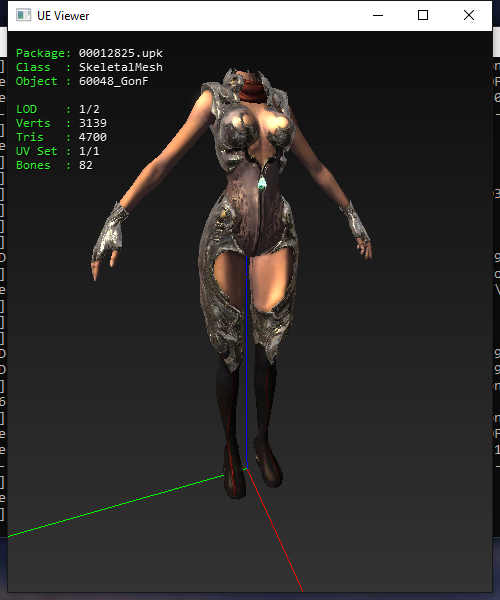 UE Viewer
Package: 00012825.upk
Class  : SkeletalMesh
Object : 60048_GonF
LOD    : 1/2
Verts  : 3139
Tris   : 4700
UV Set : 1/1
Bones  : 82